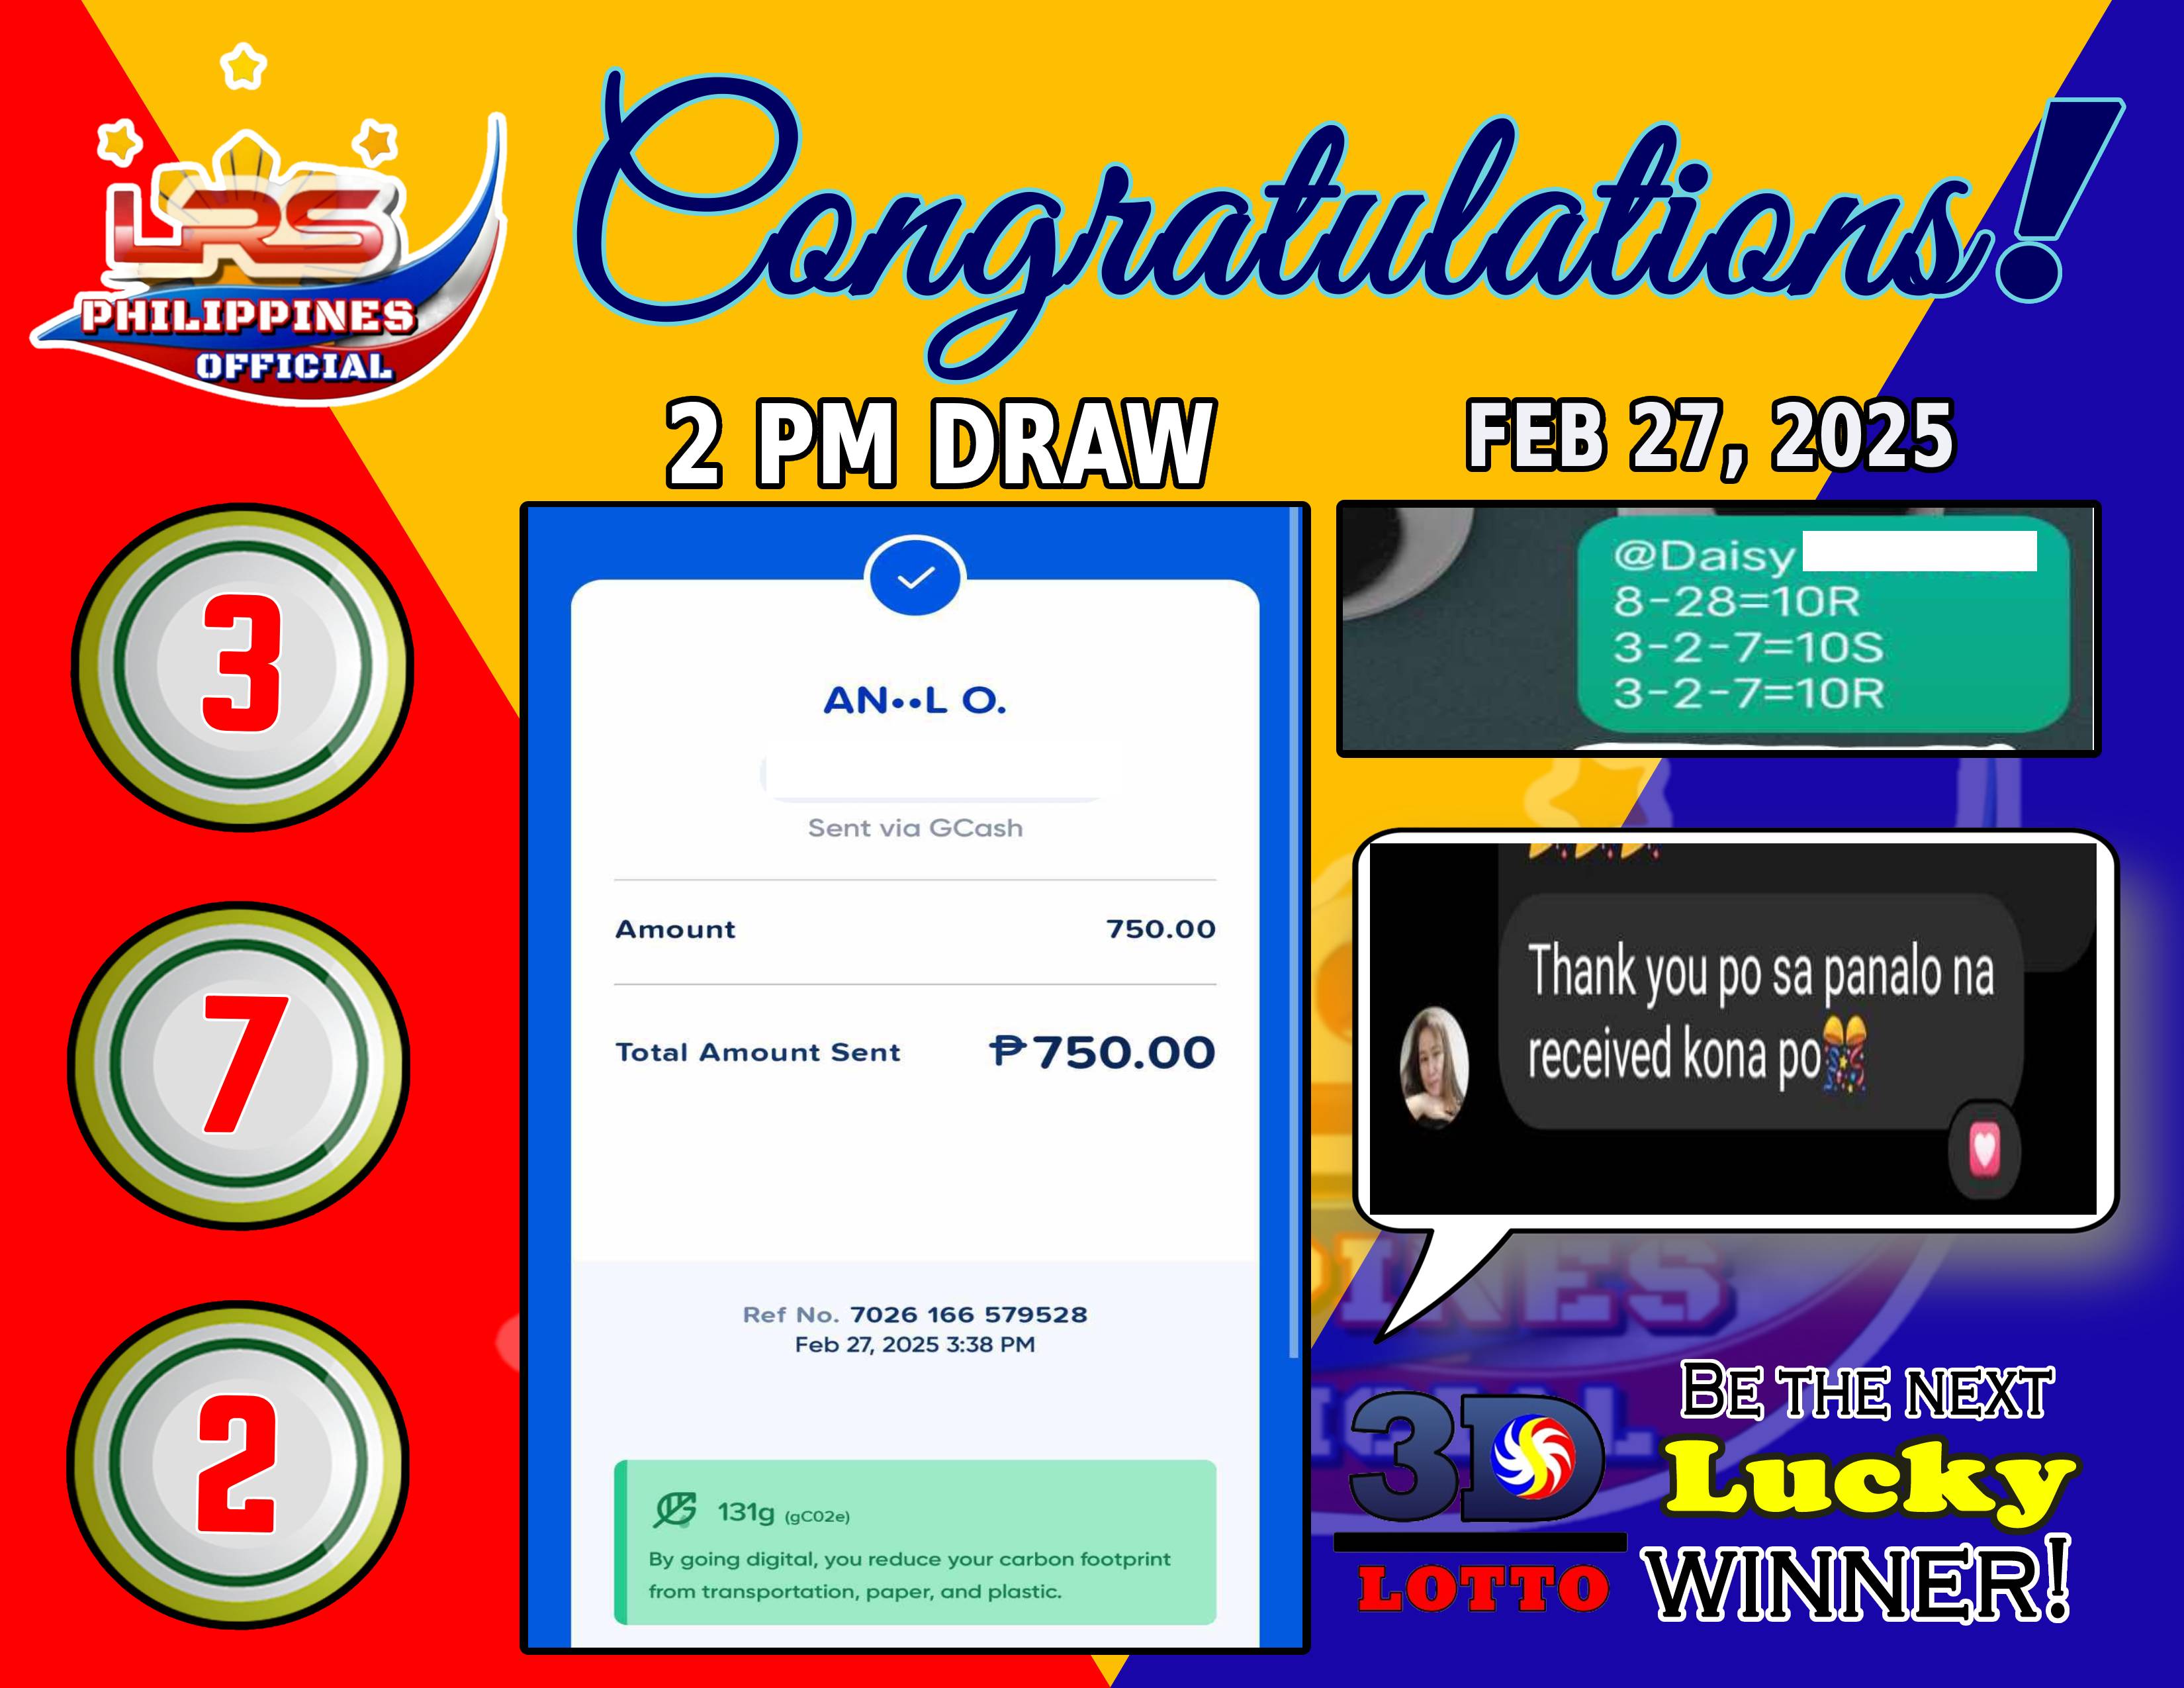 LRS
PHILIPPINES
OFFICIAL
Congratulations!
2 PM DRAW
FEB 27, 2025
3
7
2
AN••L O.
Sent via GCash
Amount 750.00
Total Amount Sent ₱750.00
Ref No. 7026 166 579528
Feb 27, 2025 3:38 PM
131g (gCO2e)
By going digital, you reduce your carbon footprint
from transportation, paper, and plastic.
@Daisy
8-28=10R
3-2-7=10S
3-2-7=10R
Thank you po sa panalo na
received kona po🎊
3D
LOTTO
BE THE NEXT
Lucky
WINNER!